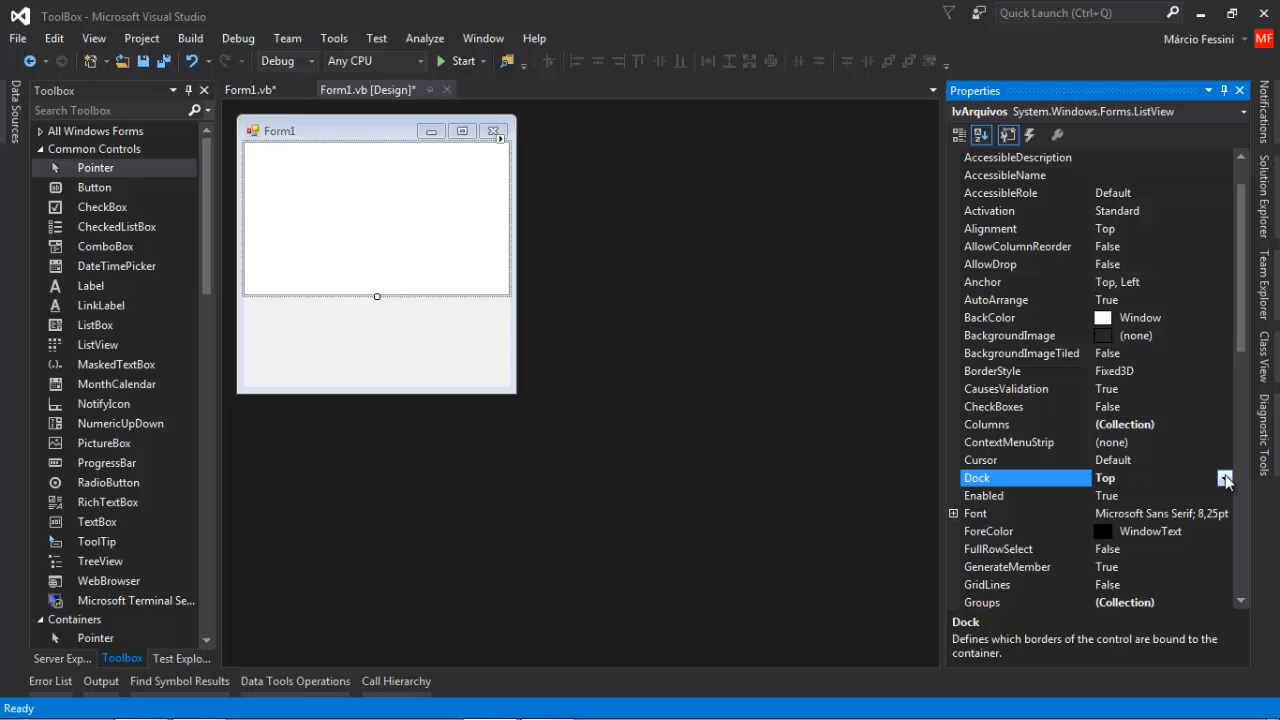 ToolBox - Microsoft Visual Studio
Quick Launch (Ctrl+Q)
File Edit View Project Build Debug Team Tools Test Analyze Window Help
Márcio Fessini MF
Debug Any CPU Start
Data Sources
Toolbox
Search Toolbox
All Windows Forms
Common Controls
Pointer
Button
CheckBox
CheckedListBox
ComboBox
DateTimePicker
Label
LinkLabel
ListBox
ListView
MaskedTextBox
MonthCalendar
NotifyIcon
NumericUpDown
PictureBox
ProgressBar
RadioButton
RichTextBox
TextBox
ToolTip
TreeView
WebBrowser
Microsoft Terminal Se...
Containers
Pointer
Server Exp... Toolbox Test Explo...
Form1.vb* Form1.vb [Design]*
Form1
Properties
lvArquivos System.Windows.Forms.ListView
AccessibleDescription
AccessibleName
AccessibleRole Default
Activation Standard
Alignment Top
AllowColumnReorder False
AllowDrop False
Anchor Top, Left
AutoArrange True
BackColor Window
BackgroundImage (none)
BackgroundImageTiled False
BorderStyle Fixed3D
CausesValidation True
CheckBoxes False
Columns (Collection)
ContextMenuStrip (none)
Cursor Default
Dock Top
Enabled True
Font Microsoft Sans Serif; 8,25pt
ForeColor WindowText
FullRowSelect False
GenerateMember True
GridLines False
Groups (Collection)
Dock
Defines which borders of the control are bound to the
container.
Notifications
Solution Explorer
Team Explorer
Class View
Diagnostic Tools
Error List Output Find Symbol Results Data Tools Operations Call Hierarchy
Ready